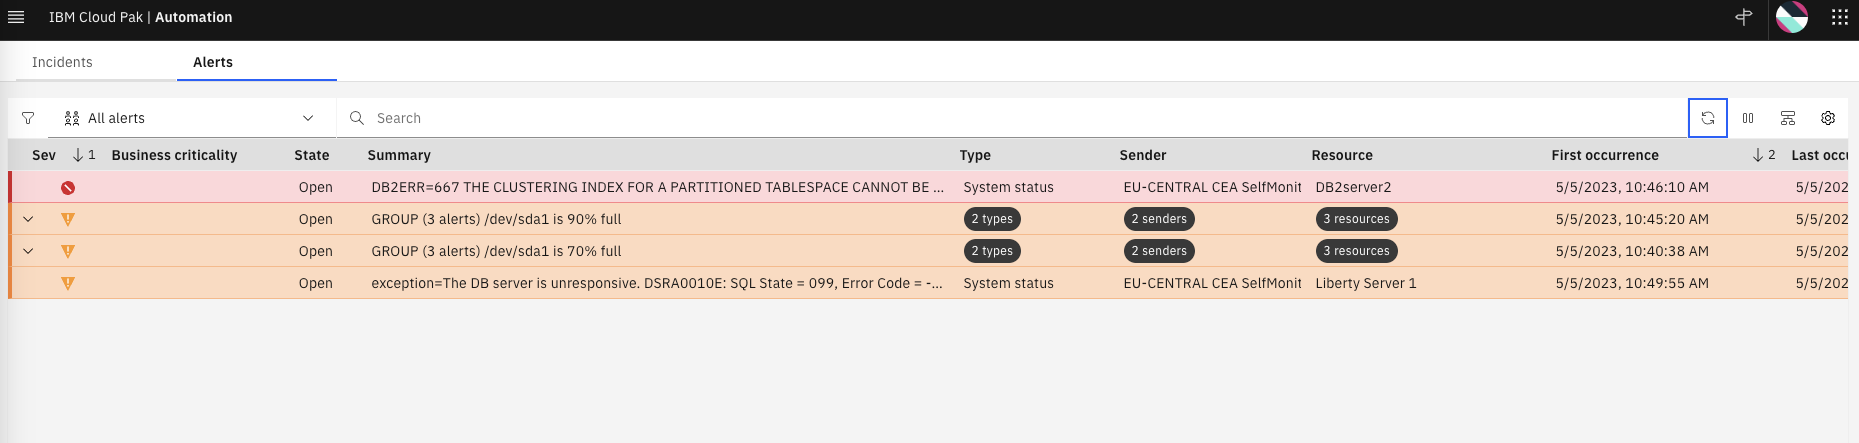 IBM Cloud Pak | Automation
Incidents Alerts
All alerts Search
Sev 1 Business criticality State Summary Type Sender Resource First occurrence 2 Last occu
Open DB2ERR=667 THE CLUSTERING INDEX FOR A PARTITIONED TABLESPACE CANNOT BE ... System status EU-CENTRAL CEA SelfMonit DB2server2 5/5/2023, 10:46:10 AM 5/5/202
Open GROUP (3 alerts) /dev/sda1 is 90% full 2 types 2 senders 3 resources 5/5/2023, 10:45:20 AM 5/5/202
Open GROUP (3 alerts) /dev/sda1 is 70% full 2 types 2 senders 3 resources 5/5/2023, 10:40:38 AM 5/5/202
Open exception=The DB server is unresponsive. DSRA0010E: SQL State = 099, Error Code = -... System status EU-CENTRAL CEA SelfMonit Liberty Server 1 5/5/2023, 10:49:55 AM 5/5/202